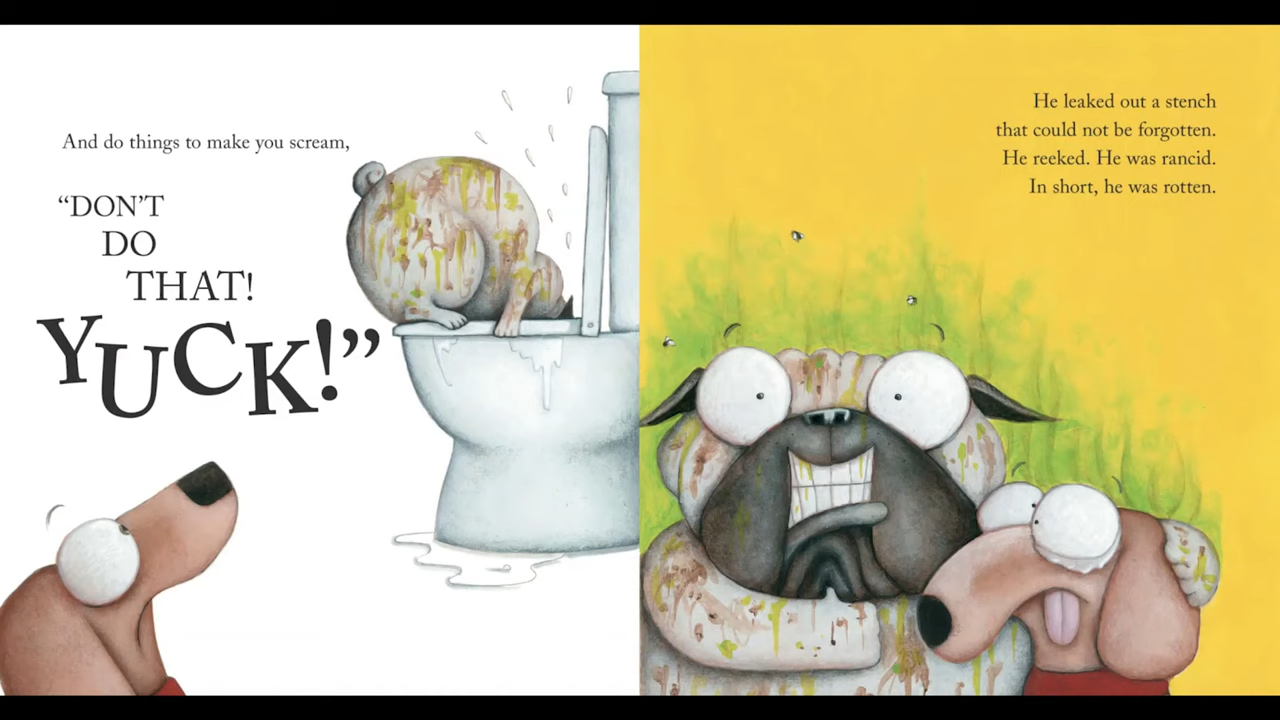 And do things to make you scream,
“DON’T
DO
THAT!
YUCK!”
He leaked out a stench
that could not be forgotten.
He reeked. He was rancid.
In short, he was rotten.